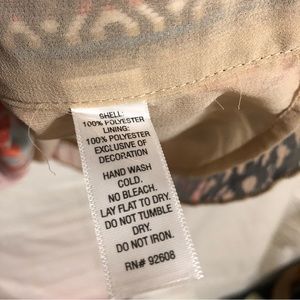 SHELL:
100% POLYESTER
LINING:
100% POLYESTER
EXCLUSIVE OF
DECORATION
HAND WASH
COLD.
NO BLEACH.
LAY FLAT TO DRY.
DO NOT TUMBLE
DRY.
DO NOT IRON.
RN# 92608